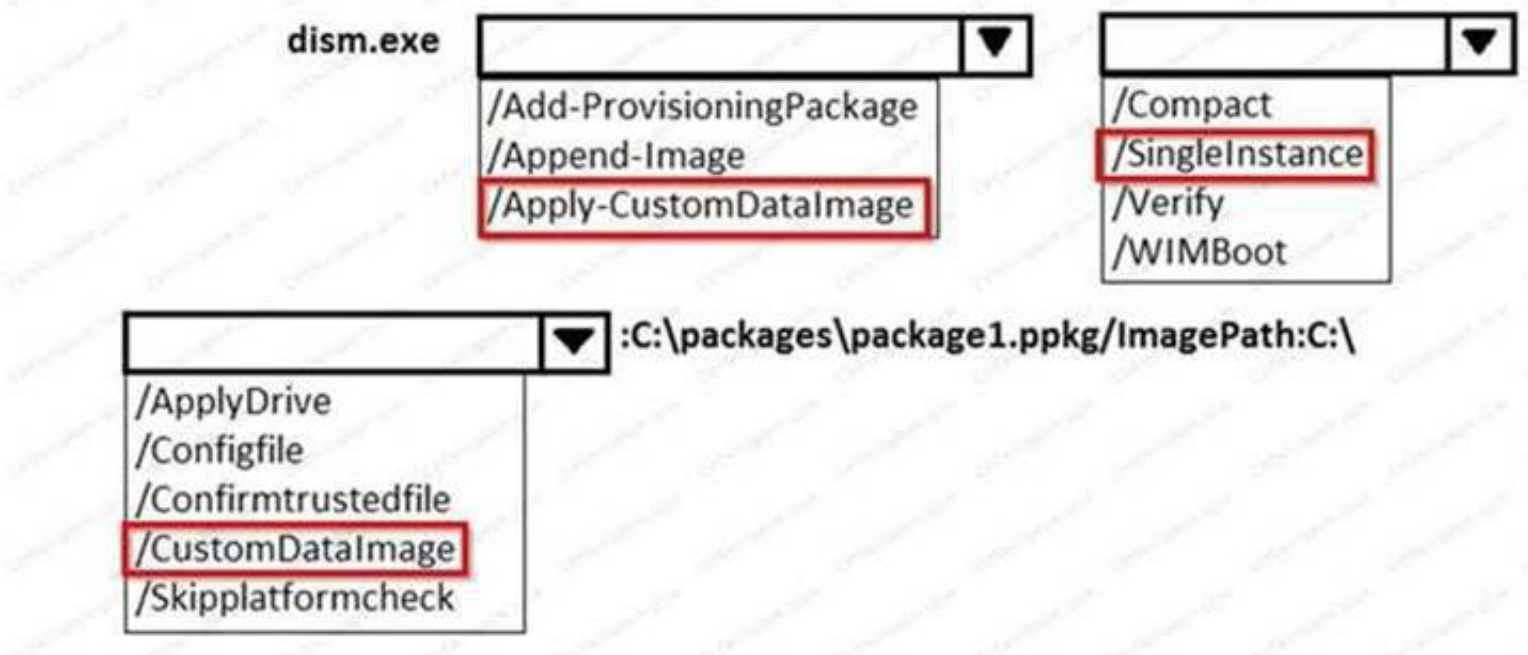 dism.exe
/Add-ProvisioningPackage
/Append-Image
/Apply-CustomDataImage
/Compact
/SingleInstance
/Verify
/WIMBoot
:C:\packages\package1.ppkg/ImagePath:C:\
/ApplyDrive
/Configfile
/Confirmtrustedfile
/CustomDataImage
/Skipplatformcheck